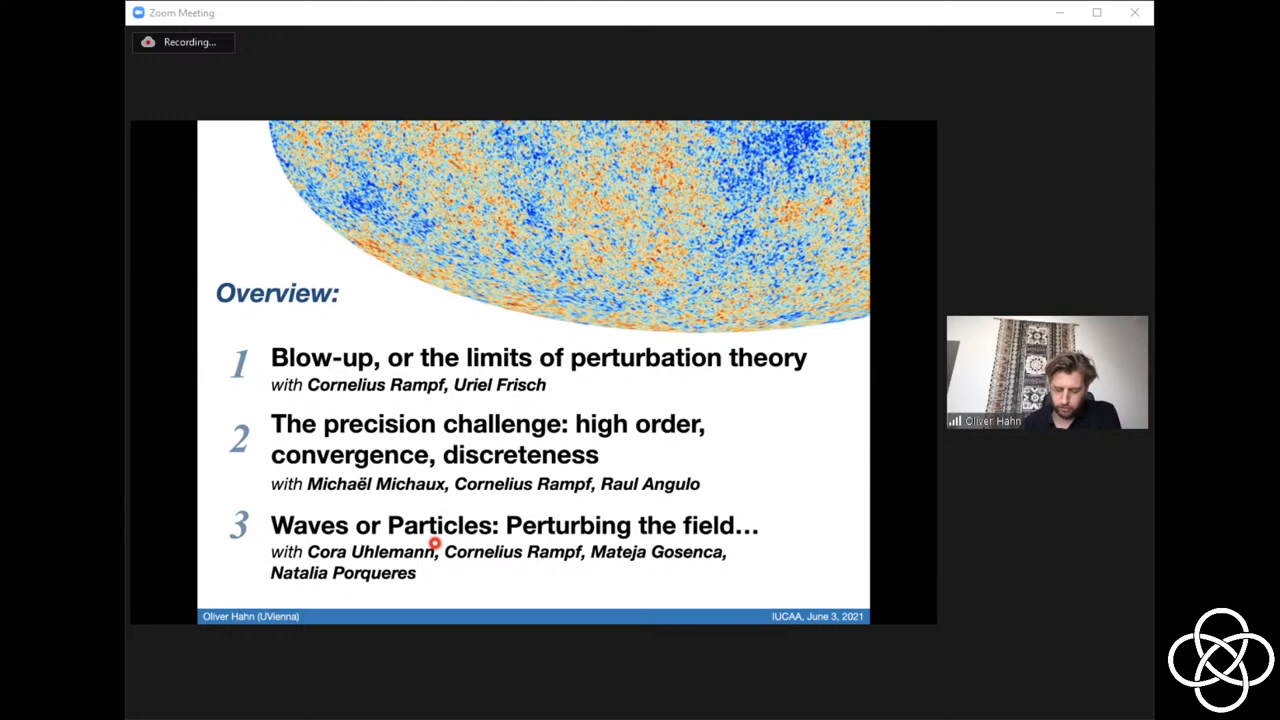 Zoom Meeting
Recording...
Overview:
1
Blow-up, or the limits of perturbation theory
with Cornelius Rampf, Uriel Frisch
2
The precision challenge: high order,
convergence, discreteness
with Michaël Michaux, Cornelius Rampf, Raul Angulo
3
Waves or Particles: Perturbing the field...
with Cora Uhlemann, Cornelius Rampf, Mateja Gosenca,
Natalia Porqueres
Oliver Hahn (UVienna)
IUCAA, June 3, 2021
Oliver Hahn